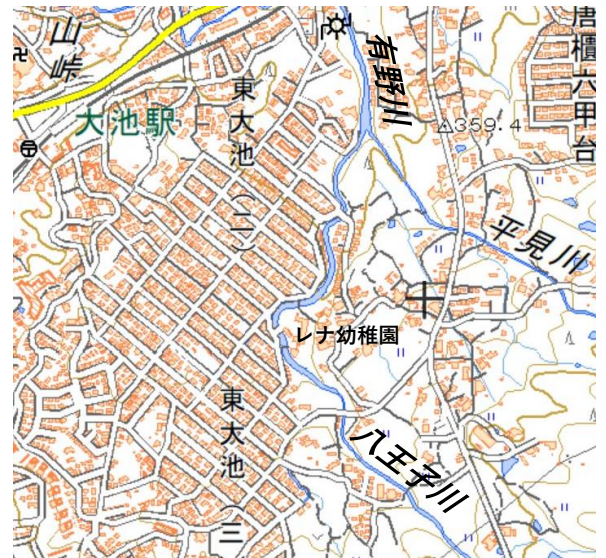 山峠
大池駅
東大池(二)
有野川
359.4
唐櫃六甲台
平見川
レナ幼稚園
東大池
三
八王子川